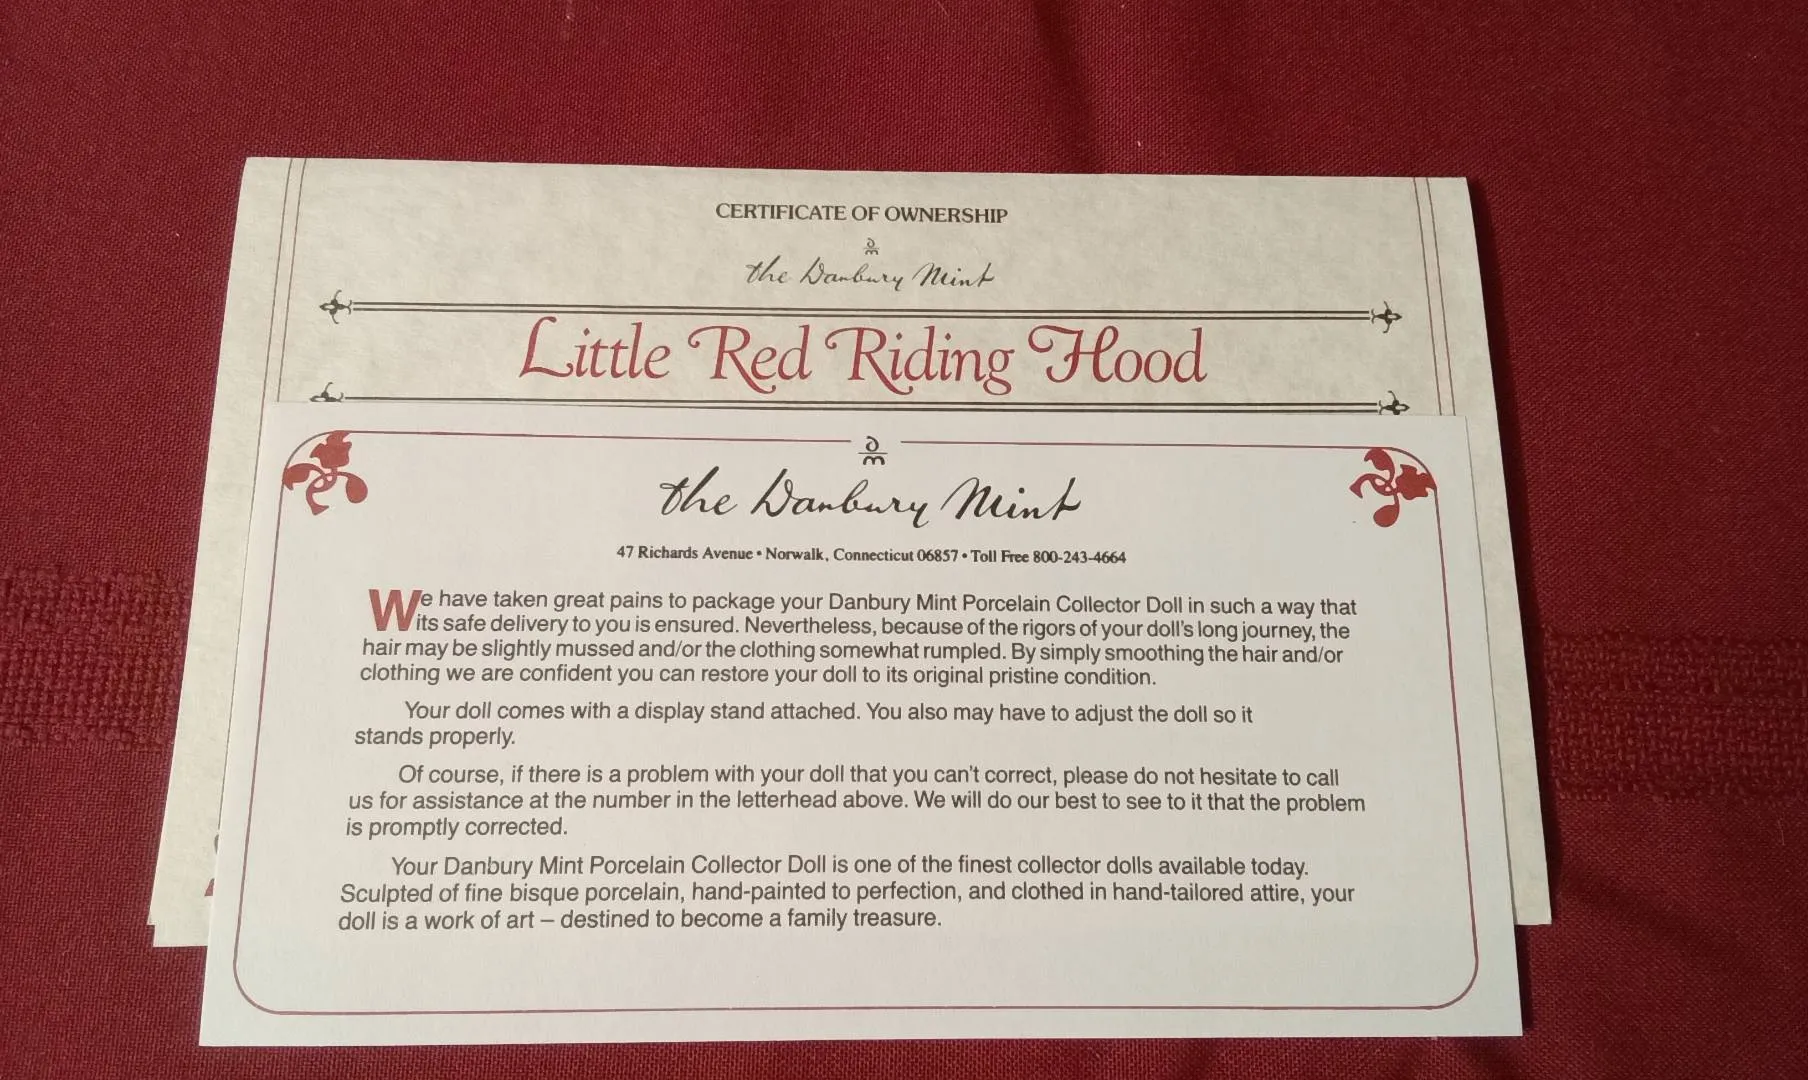 CERTIFICATE OF OWNERSHIP
dm
the Danbury Mint
Little Red Riding Hood
dm
the Danbury Mint
47 Richards Avenue • Norwalk, Connecticut 06857 • Toll Free 800-243-4664
We have taken great pains to package your Danbury Mint Porcelain Collector Doll in such a way that
its safe delivery to you is ensured. Nevertheless, because of the rigors of your doll's long journey, the
hair may be slightly mussed and/or the clothing somewhat rumpled. By simply smoothing the hair and/or
clothing we are confident you can restore your doll to its original pristine condition.
Your doll comes with a display stand attached. You also may have to adjust the doll so it
stands properly.
Of course, if there is a problem with your doll that you can't correct, please do not hesitate to call
us for assistance at the number in the letterhead above. We will do our best to see to it that the problem
is promptly corrected.
Your Danbury Mint Porcelain Collector Doll is one of the finest collector dolls available today.
Sculpted of fine bisque porcelain, hand-painted to perfection, and clothed in hand-tailored attire, your
doll is a work of art – destined to become a family treasure.